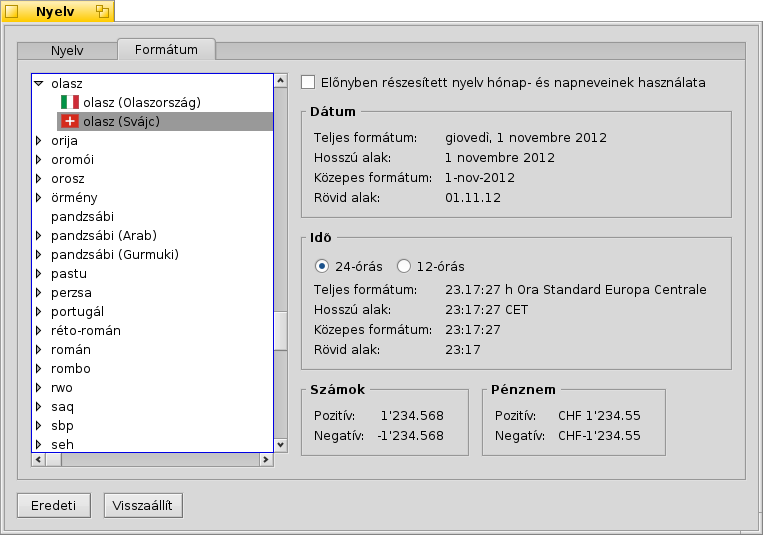 Nyelv
Nyelv
Formátum
olasz
olasz (Olaszország)
olasz (Svájc)
orija
oromói
orosz
örmény
pandzsábi
pandzsábi (Arab)
pandzsábi (Gurmuki)
pastu
perzsa
portugál
réto-román
román
rombo
rwo
saq
sbp
seh
Előnyben részesített nyelv hónap- és napneveinek használata
Dátum
Teljes formátum: giovedì, 1 novembre 2012
Hosszú alak: 1 novembre 2012
Közepes formátum: 1-nov-2012
Rövid alak: 01.11.12
Idő
24-órás 12-órás
Teljes formátum: 23.17:27 h Ora Standard Europa Centrale
Hosszú alak: 23:17:27 CET
Közepes formátum: 23:17:27
Rövid alak: 23:17
Számok
Pozitív: 1'234.568
Negatív: -1'234.568
Pénznem
Pozitív: CHF 1'234.55
Negatív: CHF-1'234.55
Eredeti
Visszaállít